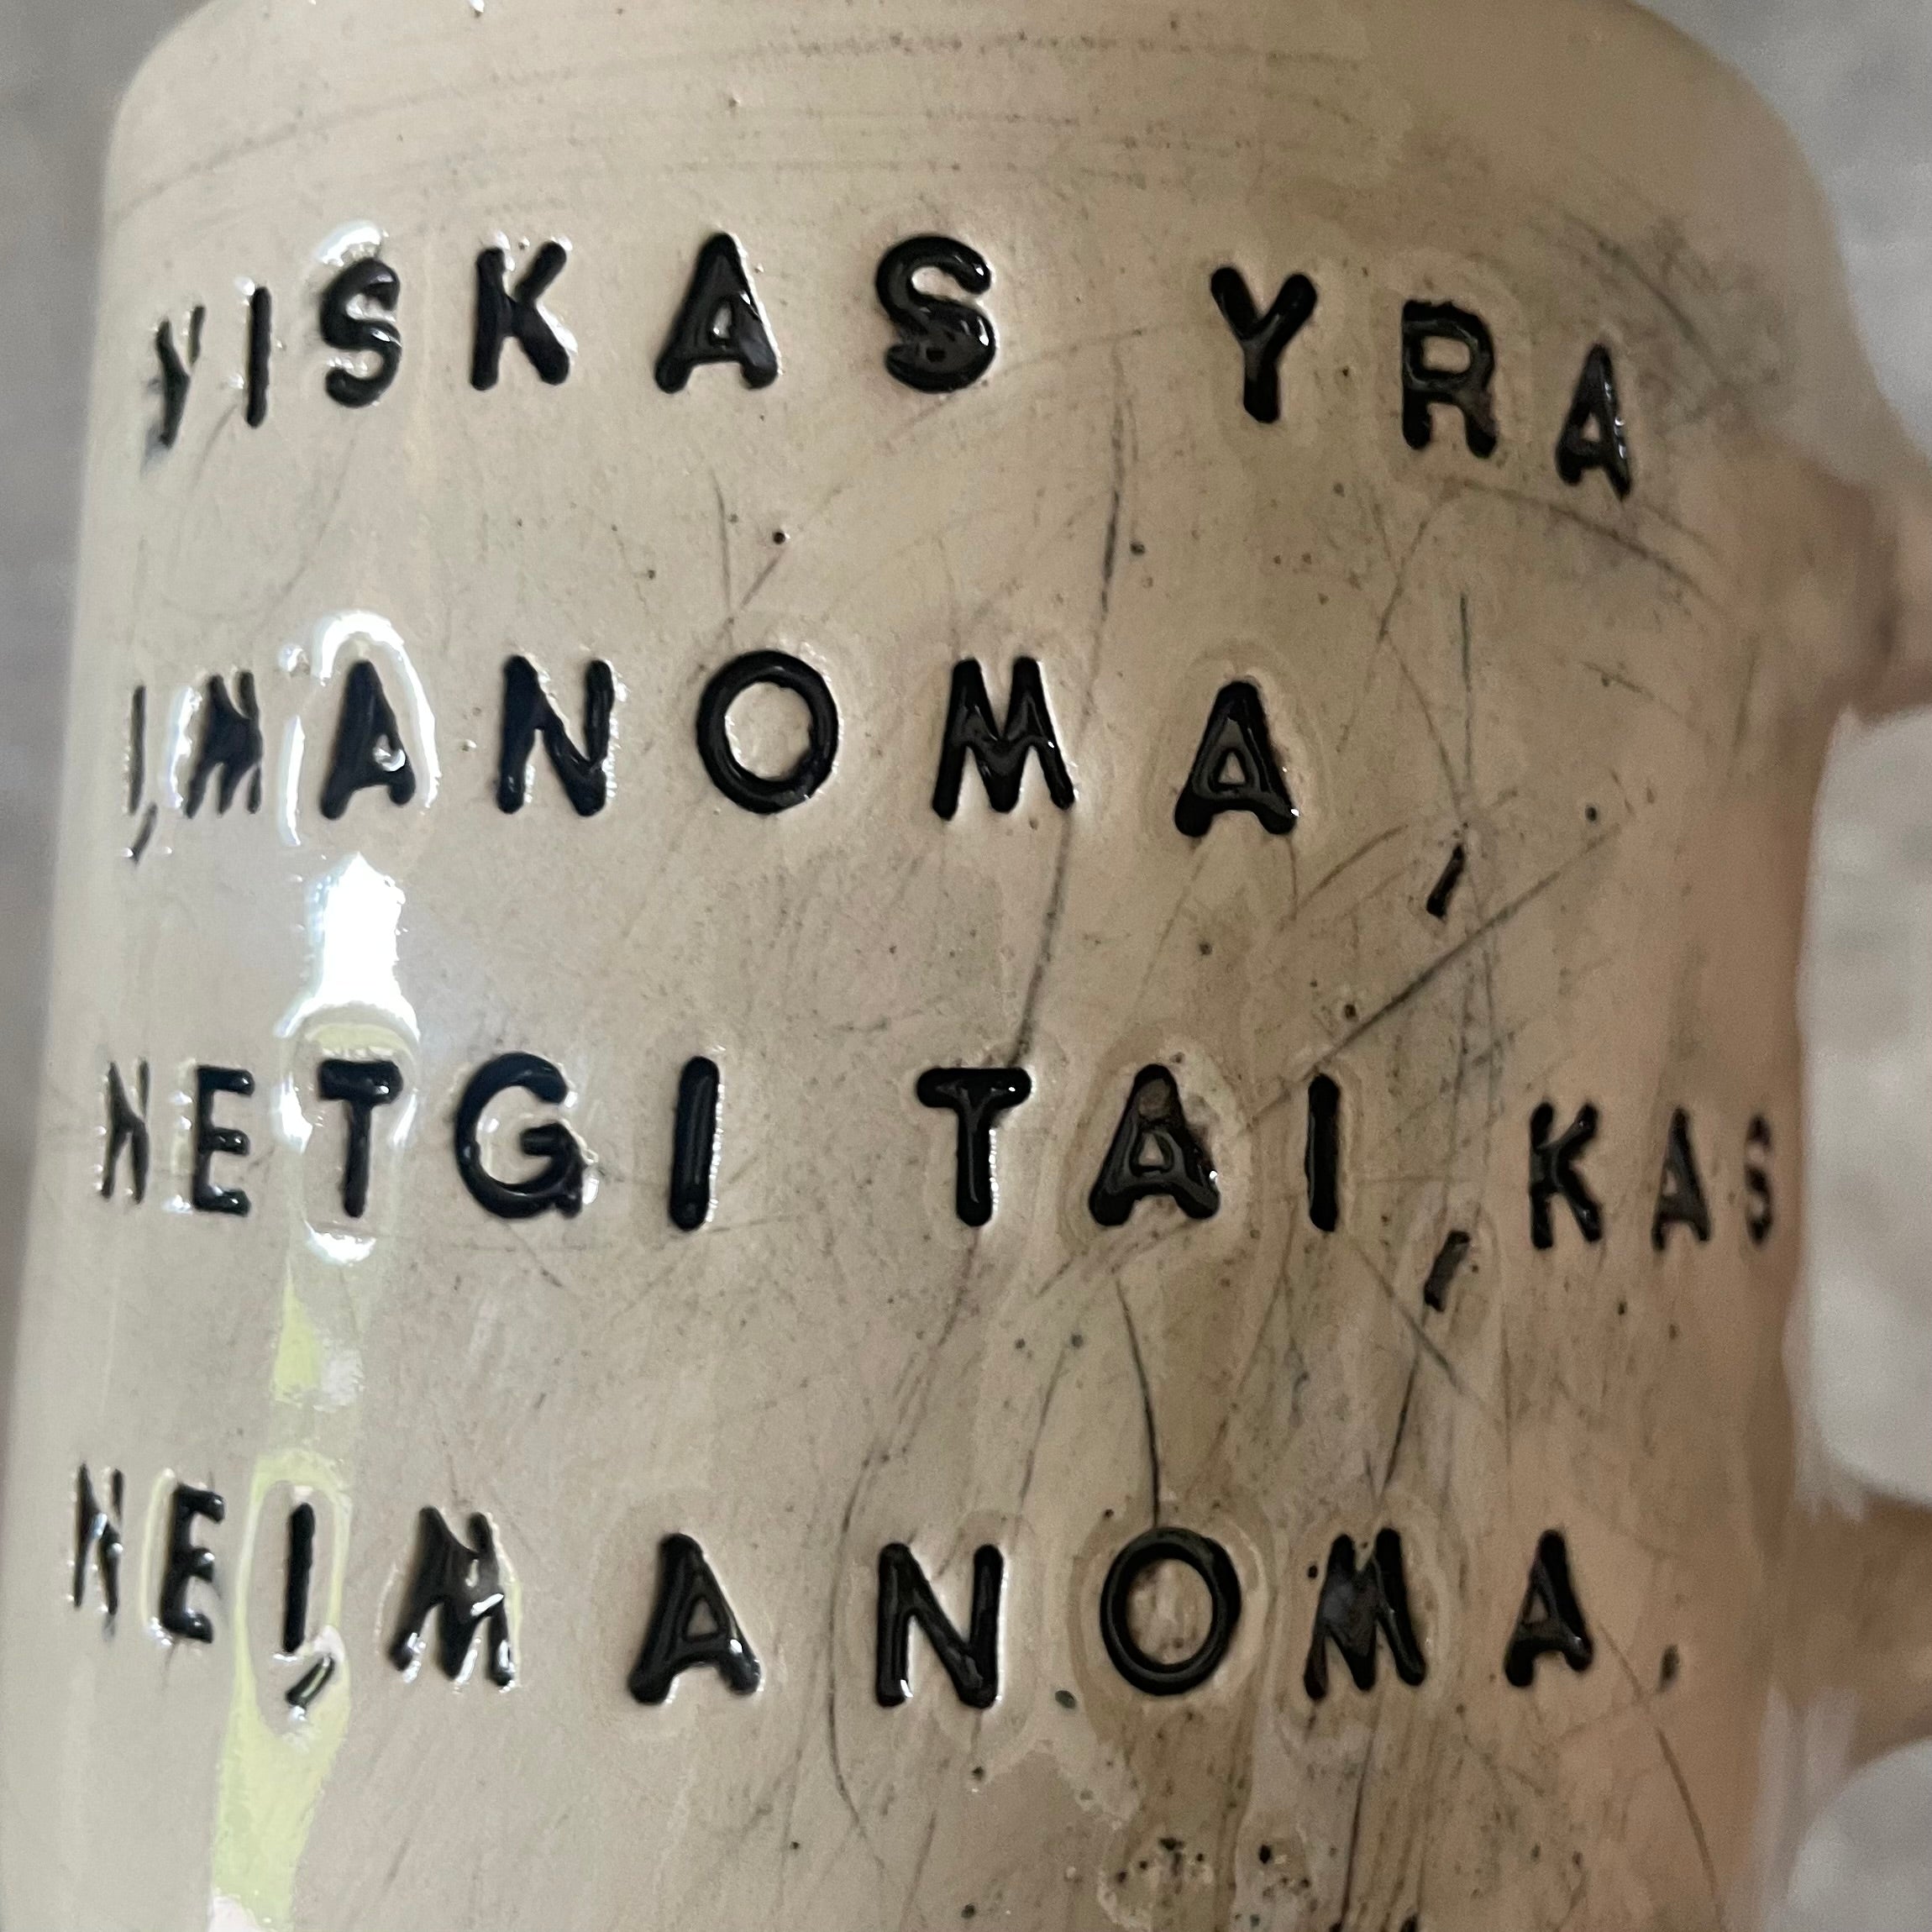 VISKAS YRA
ĮMANOMA,
NETGI TAI, KAS
NEĮMANOMA.